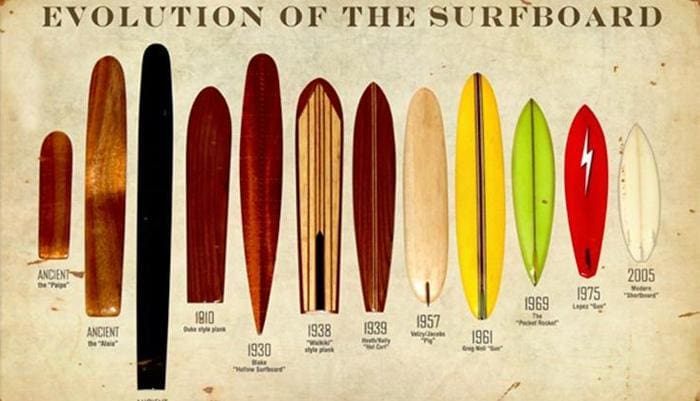 EVOLUTION OF THE SURFBOARD
ANCIENT
the "Paipo"
ANCIENT
the "Alaia"
ANCIENT
1810
Duke style plank
1930
Blake
"Hollow Surfboard"
1938
"Waikiki"
style plank
1939
Heath/Kelly
"Hot Curl"
1957
Velzy/Jacobs
"Pig"
1961
Greg Noll "Gun"
1969
The
"Pocket Rocket"
1975
Lopez "Gun"
2005
Modern
"Shortboard"